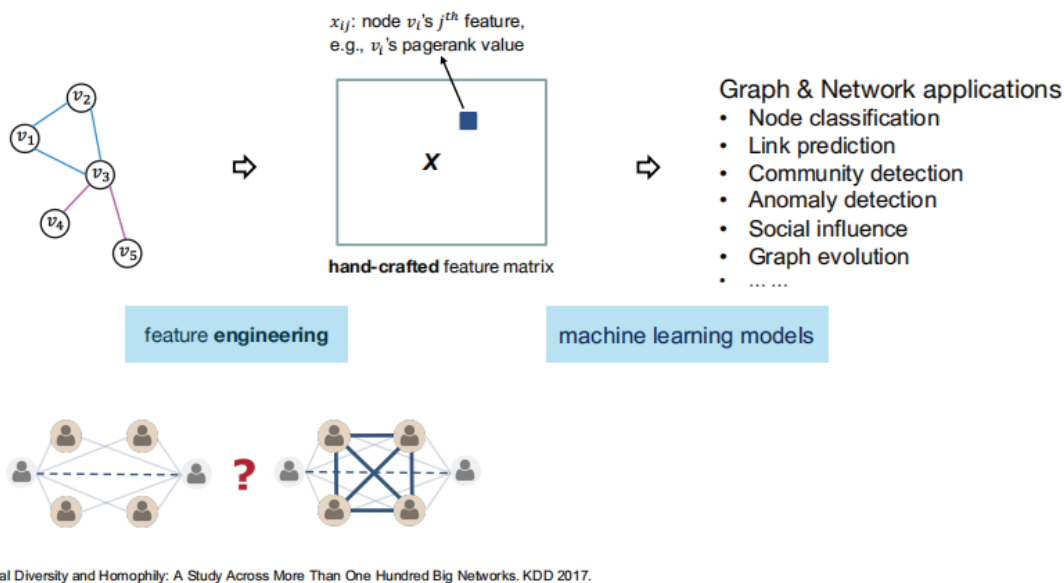 x_{ij}: node v_i's j^{th} feature,
e.g., v_i's pagerank value
v_2
v_1
v_3
v_4
v_5
X
hand-crafted feature matrix
Graph & Network applications
• Node classification
• Link prediction
• Community detection
• Anomaly detection
• Social influence
• Graph evolution
• ... ...
feature engineering
machine learning models
?
al Diversity and Homophily: A Study Across More Than One Hundred Big Networks. KDD 2017.